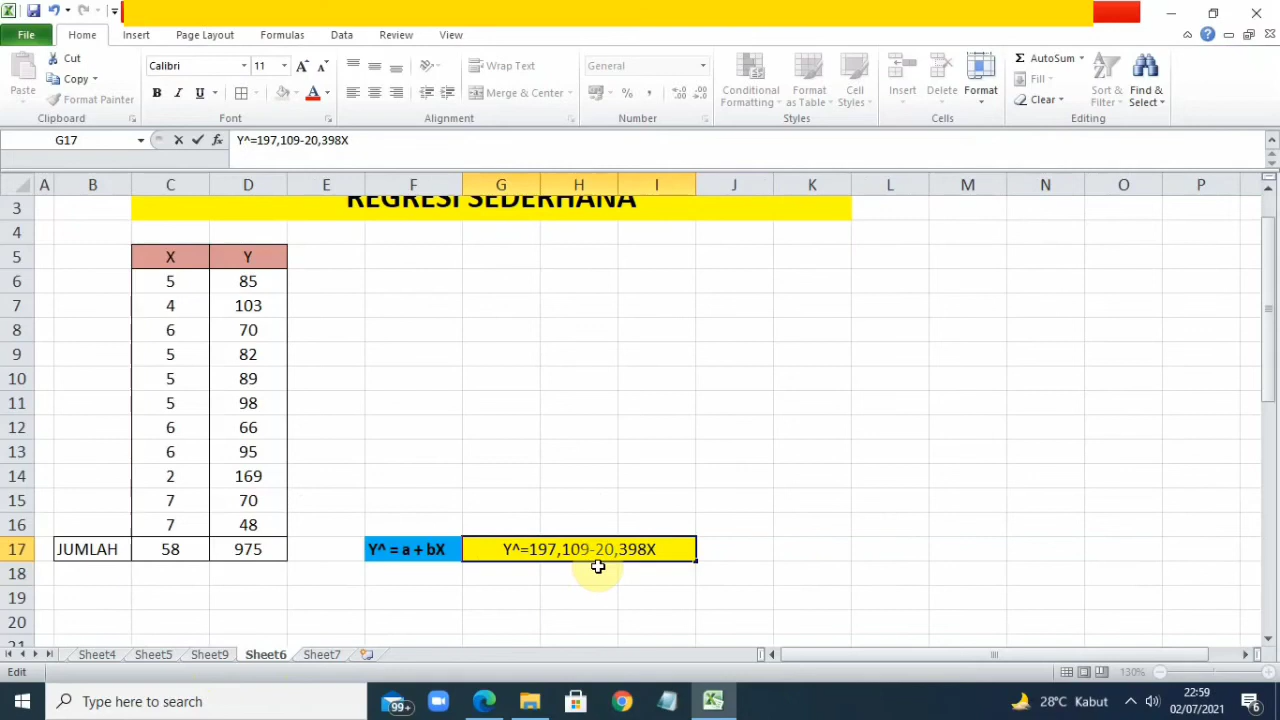 File Home Insert Page Layout Formulas Data Review View
Cut
Copy
Format Painter
Paste
Calibri 11
B I U
A A
Wrap Text
Merge & Center
General
% ,
Conditional Formatting
Format as Table
Cell Styles
Insert Delete Format
Σ AutoSum
Fill
Clear
Sort & Filter
Find & Select
Clipboard Font Alignment Number Styles Cells Editing
G17 fx Y^=197,109-20,398X
A B C D E F G H I J K L M N O P
3 REGRESI SEDERHANA
4
5 X Y
6 5 85
7 4 103
8 6 70
9 5 82
10 5 89
11 5 98
12 6 66
13 6 95
14 2 169
15 7 70
16 7 48
17 JUMLAH 58 975 Y^ = a + bX Y^=197,109-20,398X
18
19
20
21
Sheet4 Sheet5 Sheet9 Sheet6 Sheet7
Edit 130%
Type here to search 99+ 28°C Kabut 22:59
02/07/2021 6